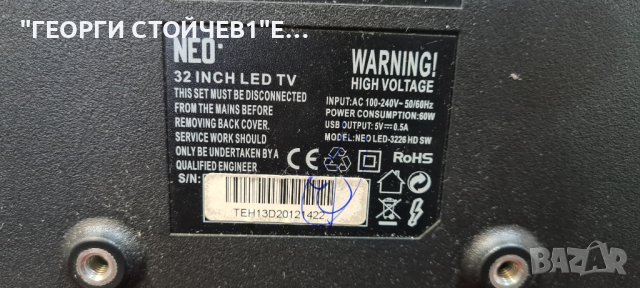 "ГЕОРГИ СТОЙЧЕВ1"Е...
NEO
32 INCH LED TV
THIS SET MUST BE DISCONNECTED
FROM THE MAINS BEFORE
REMOVING BACK COVER.
SERVICE WORK SHOULD
ONLY BE UNDERTAKEN BY A
QUALIFIED ENGINEER
S/N:
TEH13D20121422
WARNING!
HIGH VOLTAGE
INPUT:AC 100-240V~ 50/60Hz
POWER CONSUMPTION:60W
USB OUTPUT: 5V⎓0.5A
MODEL:NEO LED-3226 HD SW
CE
RoHS
BAZAR